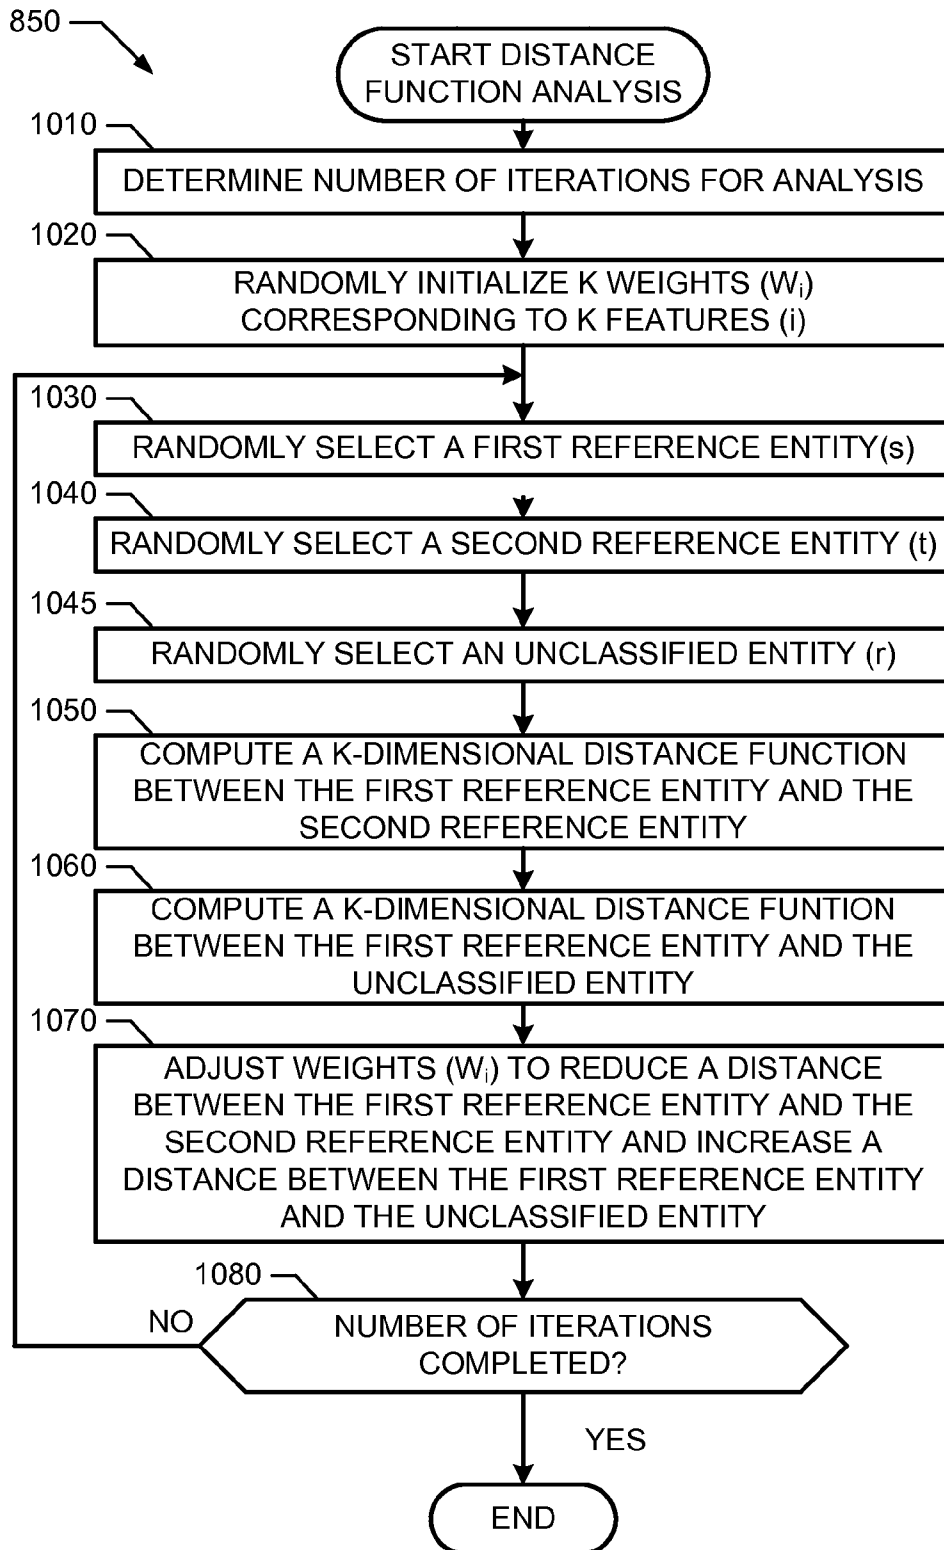 850
START DISTANCE
FUNCTION ANALYSIS
1010
DETERMINE NUMBER OF ITERATIONS FOR ANALYSIS
1020
RANDOMLY INITIALIZE K WEIGHTS (Wi)
CORRESPONDING TO K FEATURES (i)
1030
RANDOMLY SELECT A FIRST REFERENCE ENTITY(s)
1040
RANDOMLY SELECT A SECOND REFERENCE ENTITY (t)
1045
RANDOMLY SELECT AN UNCLASSIFIED ENTITY (r)
1050
COMPUTE A K-DIMENSIONAL DISTANCE FUNCTION
BETWEEN THE FIRST REFERENCE ENTITY AND THE
SECOND REFERENCE ENTITY
1060
COMPUTE A K-DIMENSIONAL DISTANCE FUNTION
BETWEEN THE FIRST REFERENCE ENTITY AND THE
UNCLASSIFIED ENTITY
1070
ADJUST WEIGHTS (Wi) TO REDUCE A DISTANCE
BETWEEN THE FIRST REFERENCE ENTITY AND THE
SECOND REFERENCE ENTITY AND INCREASE A
DISTANCE BETWEEN THE FIRST REFERENCE ENTITY
AND THE UNCLASSIFIED ENTITY
1080
NO
NUMBER OF ITERATIONS
COMPLETED?
YES
END